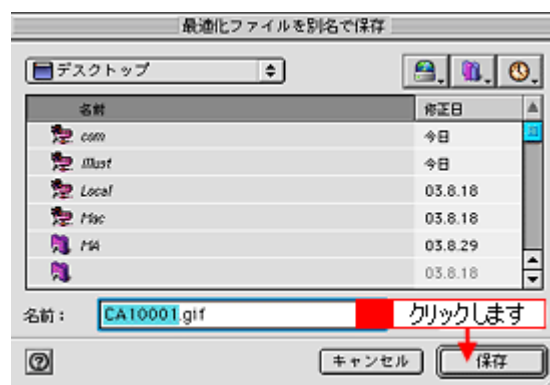 最適化ファイルを別名で保存
デスクトップ
名前 修正日
com 今日
Illust 今日
Local 03.8.18
Mac 03.8.18
MA 03.8.29
03.8.18
名前： CA10001.gif クリックします
キャンセル 保存